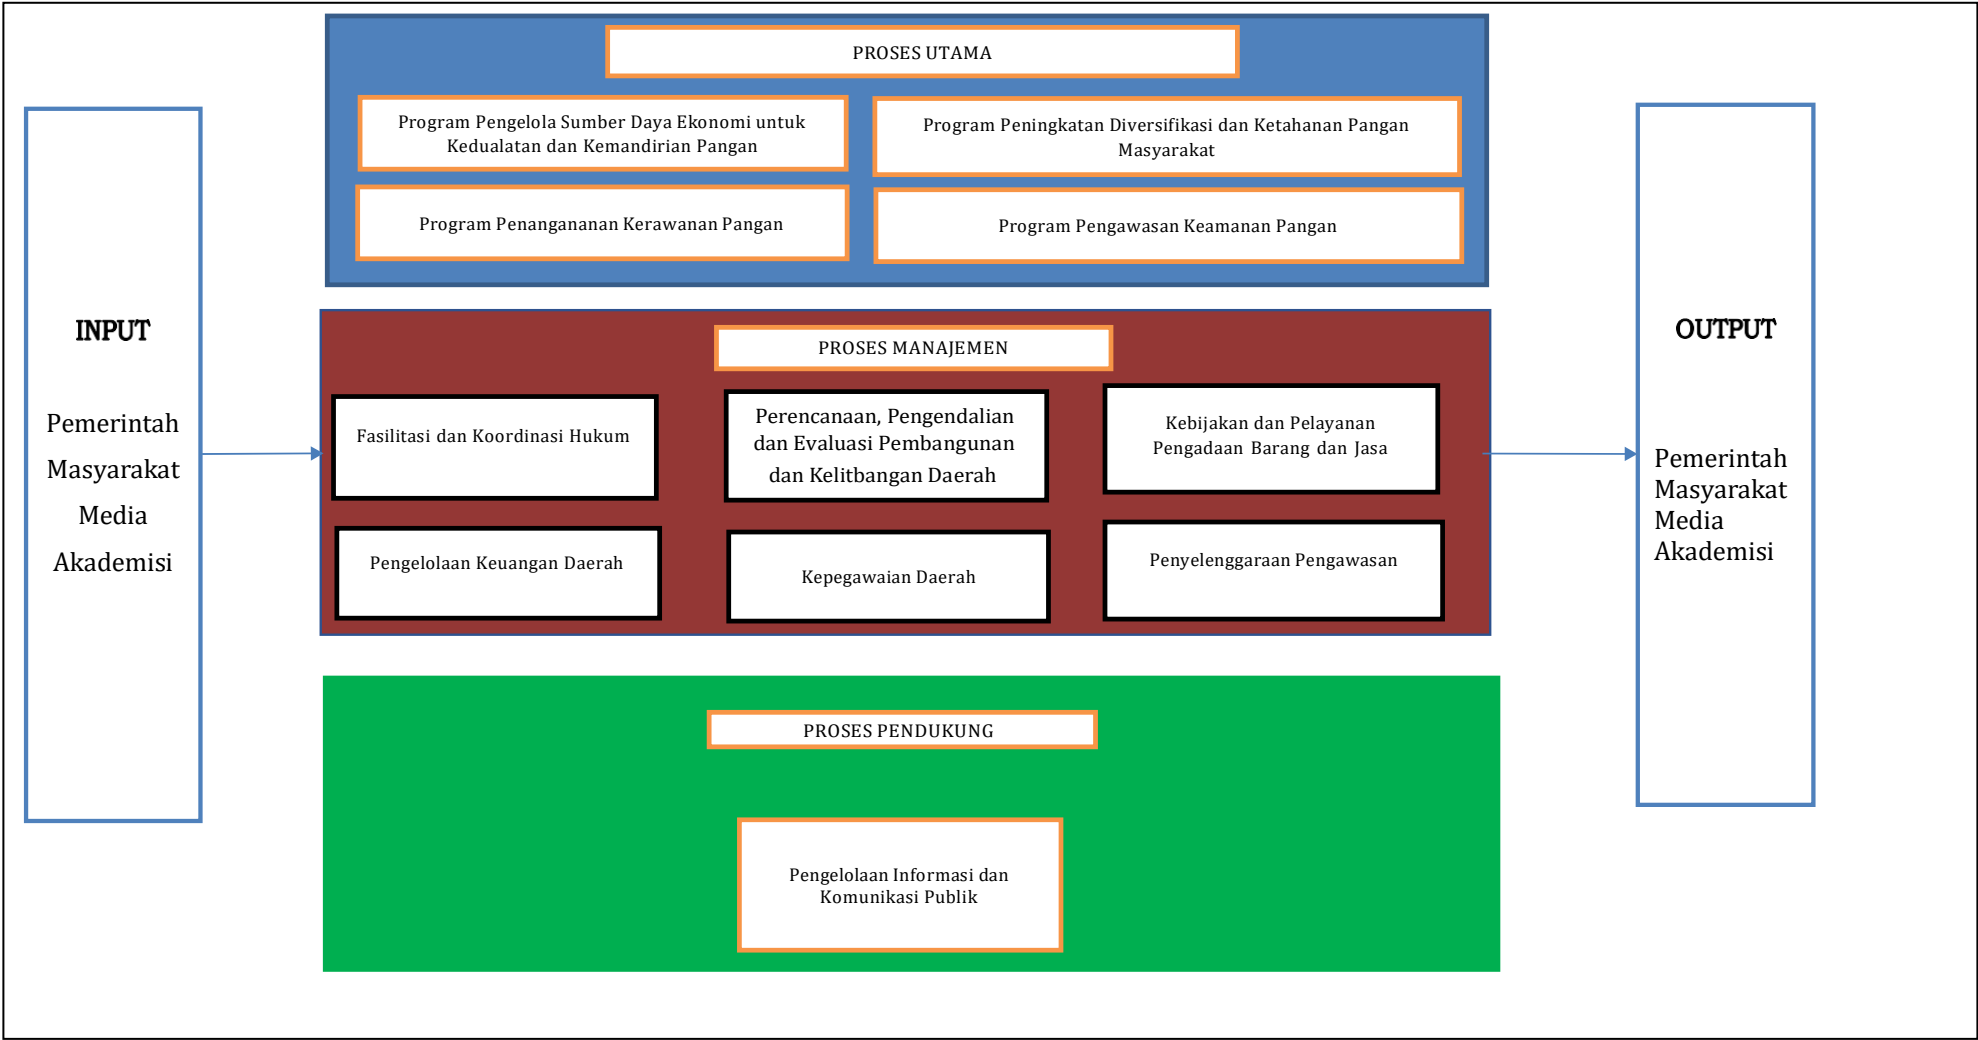 PROSES UTAMA
Program Pengelola Sumber Daya Ekonomi untuk
Kedualatan dan Kemandirian Pangan
Program Peningkatan Diversifikasi dan Ketahanan Pangan
Masyarakat
Program Penangananan Kerawanan Pangan
Program Pengawasan Keamanan Pangan
INPUT
Pemerintah
Masyarakat
Media
Akademisi
PROSES MANAJEMEN
Fasilitasi dan Koordinasi Hukum
Perencanaan, Pengendalian
dan Evaluasi Pembangunan
dan Kelitbangan Daerah
Kebijakan dan Pelayanan
Pengadaan Barang dan Jasa
Pengelolaan Keuangan Daerah
Kepegawaian Daerah
Penyelenggaraan Pengawasan
OUTPUT
Pemerintah
Masyarakat
Media
Akademisi
PROSES PENDUKUNG
Pengelolaan Informasi dan
Komunikasi Publik